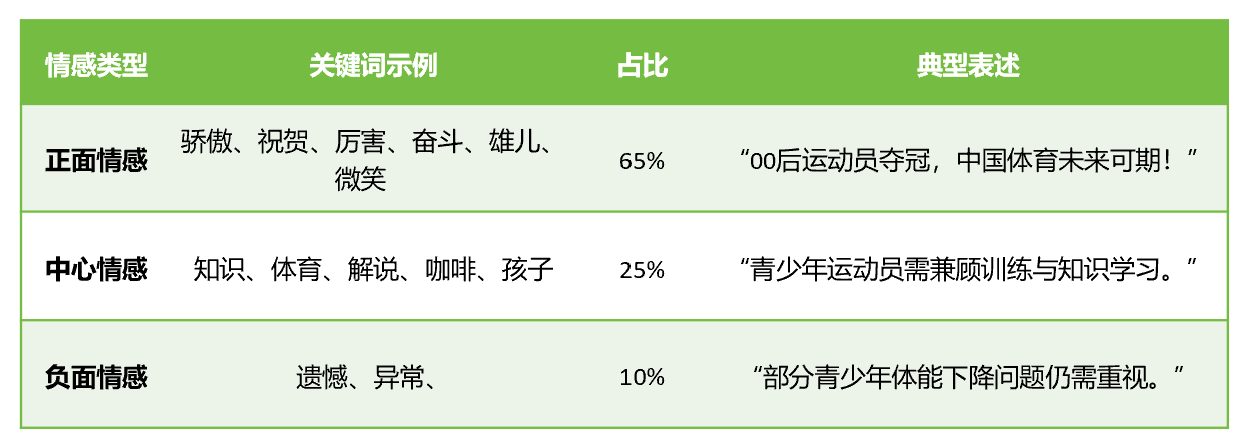 情感类型 关键词示例 占比 典型表述
正面情感 骄傲、祝贺、厉害、奋斗、雄儿、 65% “00后运动员夺冠，中国体育未来可期！”
微笑
中心情感 知识、体育、解说、咖啡、孩子 25% “青少年运动员需兼顾训练与知识学习。”
负面情感 遗憾、异常、 10% “部分青少年体能下降问题仍需重视。”